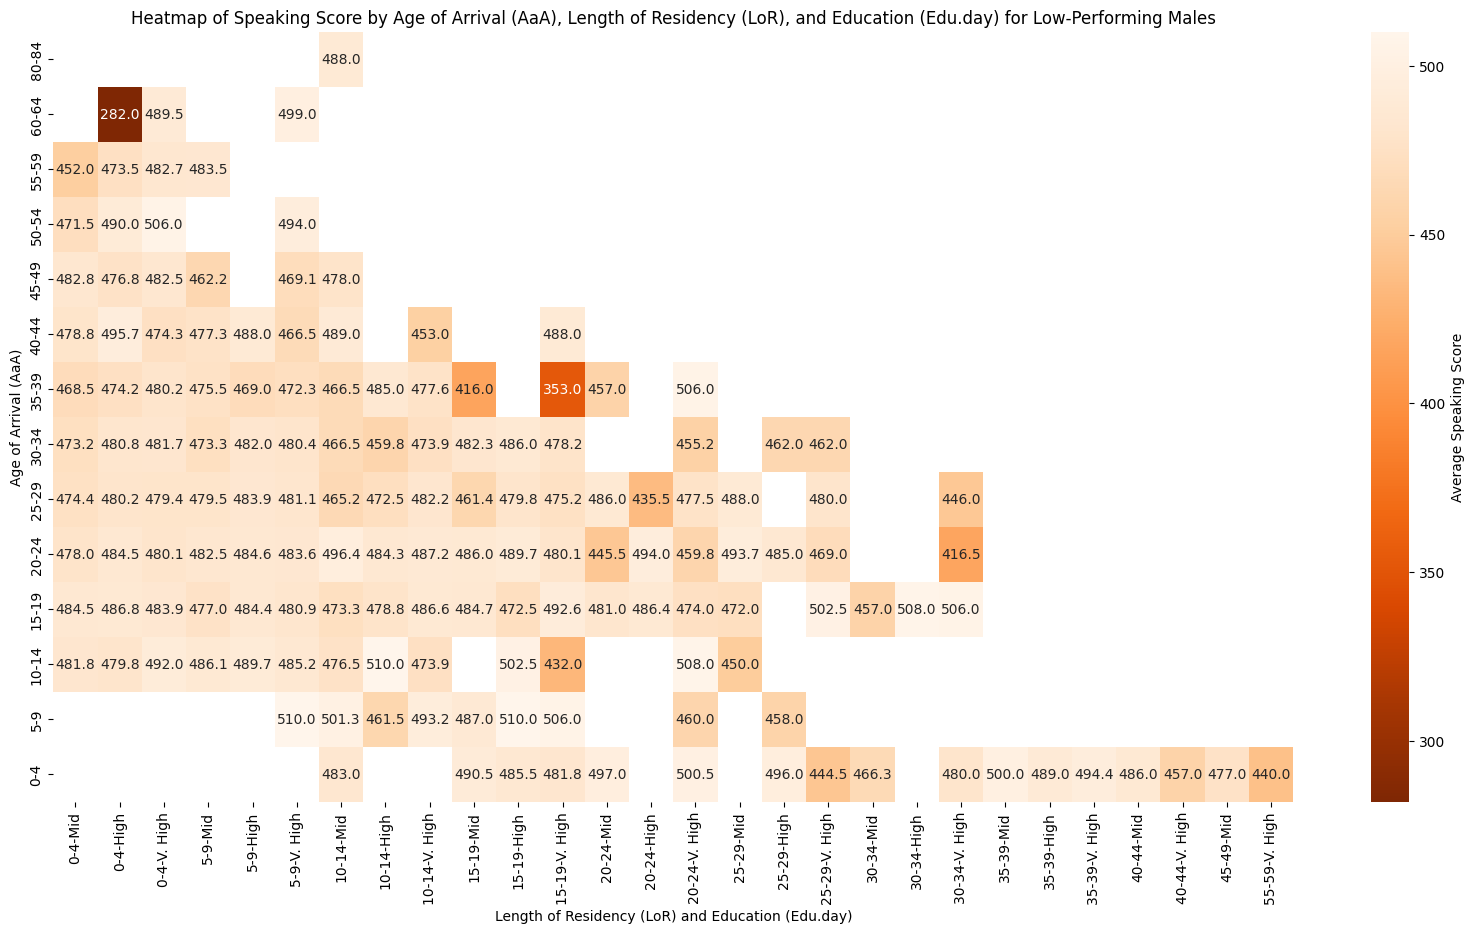 Heatmap of Speaking Score by Age of Arrival (AaA), Length of Residency (LoR), and Education (Edu.day) for Low-Performing Males
80-84 488.0
60-64 282.0 489.5 499.0
55-59 452.0 473.5 482.7 483.5
50-54 471.5 490.0 506.0 494.0
45-49 482.8 476.8 482.5 462.2 469.1 478.0
40-44 478.8 495.7 474.3 477.3 488.0 466.5 489.0 453.0 488.0
35-39 468.5 474.2 480.2 475.5 469.0 472.3 466.5 485.0 477.6 416.0 353.0 457.0 506.0
30-34 473.2 480.8 481.7 473.3 482.0 480.4 466.5 459.8 473.9 482.3 486.0 478.2 455.2 462.0 462.0
25-29 474.4 480.2 479.4 479.5 483.9 481.1 465.2 472.5 482.2 461.4 479.8 475.2 486.0 435.5 477.5 488.0 480.0 446.0
20-24 478.0 484.5 480.1 482.5 484.6 483.6 496.4 484.3 487.2 486.0 489.7 480.1 445.5 494.0 459.8 493.7 485.0 469.0 416.5
15-19 484.5 486.8 483.9 477.0 484.4 480.9 473.3 478.8 486.6 484.7 472.5 492.6 481.0 486.4 474.0 472.0 502.5 457.0 508.0 506.0
10-14 481.8 479.8 492.0 486.1 489.7 485.2 476.5 510.0 473.9 502.5 432.0 508.0 450.0
5-9 510.0 501.3 461.5 493.2 487.0 510.0 506.0 460.0 458.0
0-4 483.0 490.5 485.5 481.8 497.0 500.5 496.0 444.5 466.3 480.0 500.0 489.0 494.4 486.0 457.0 477.0 440.0
Age of Arrival (AaA)
0-4-Mid
0-4-High
0-4-V. High
5-9-Mid
5-9-High
5-9-V. High
10-14-Mid
10-14-High
10-14-V. High
15-19-Mid
15-19-High
15-19-V. High
20-24-Mid
20-24-High
20-24-V. High
25-29-Mid
25-29-High
25-29-V. High
30-34-Mid
30-34-High
30-34-V. High
35-39-Mid
35-39-High
35-39-V. High
40-44-Mid
40-44-V. High
45-49-Mid
55-59-V. High
Length of Residency (LoR) and Education (Edu.day)
500
450
400
350
300
Average Speaking Score